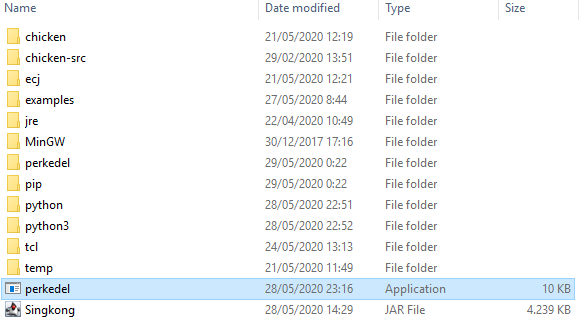 Name Date modified Type Size
chicken 21/05/2020 12:19 File folder
chicken-src 29/02/2020 13:51 File folder
ecj 21/05/2020 12:21 File folder
examples 27/05/2020 8:44 File folder
jre 22/04/2020 10:49 File folder
MinGW 30/12/2017 17:16 File folder
perkedel 29/05/2020 0:22 File folder
pip 29/05/2020 0:22 File folder
python 28/05/2020 22:51 File folder
python3 28/05/2020 22:52 File folder
tcl 24/05/2020 13:13 File folder
temp 21/05/2020 11:49 File folder
perkedel 28/05/2020 23:16 Application 10 KB
Singkong 28/05/2020 14:29 JAR File 4.239 KB